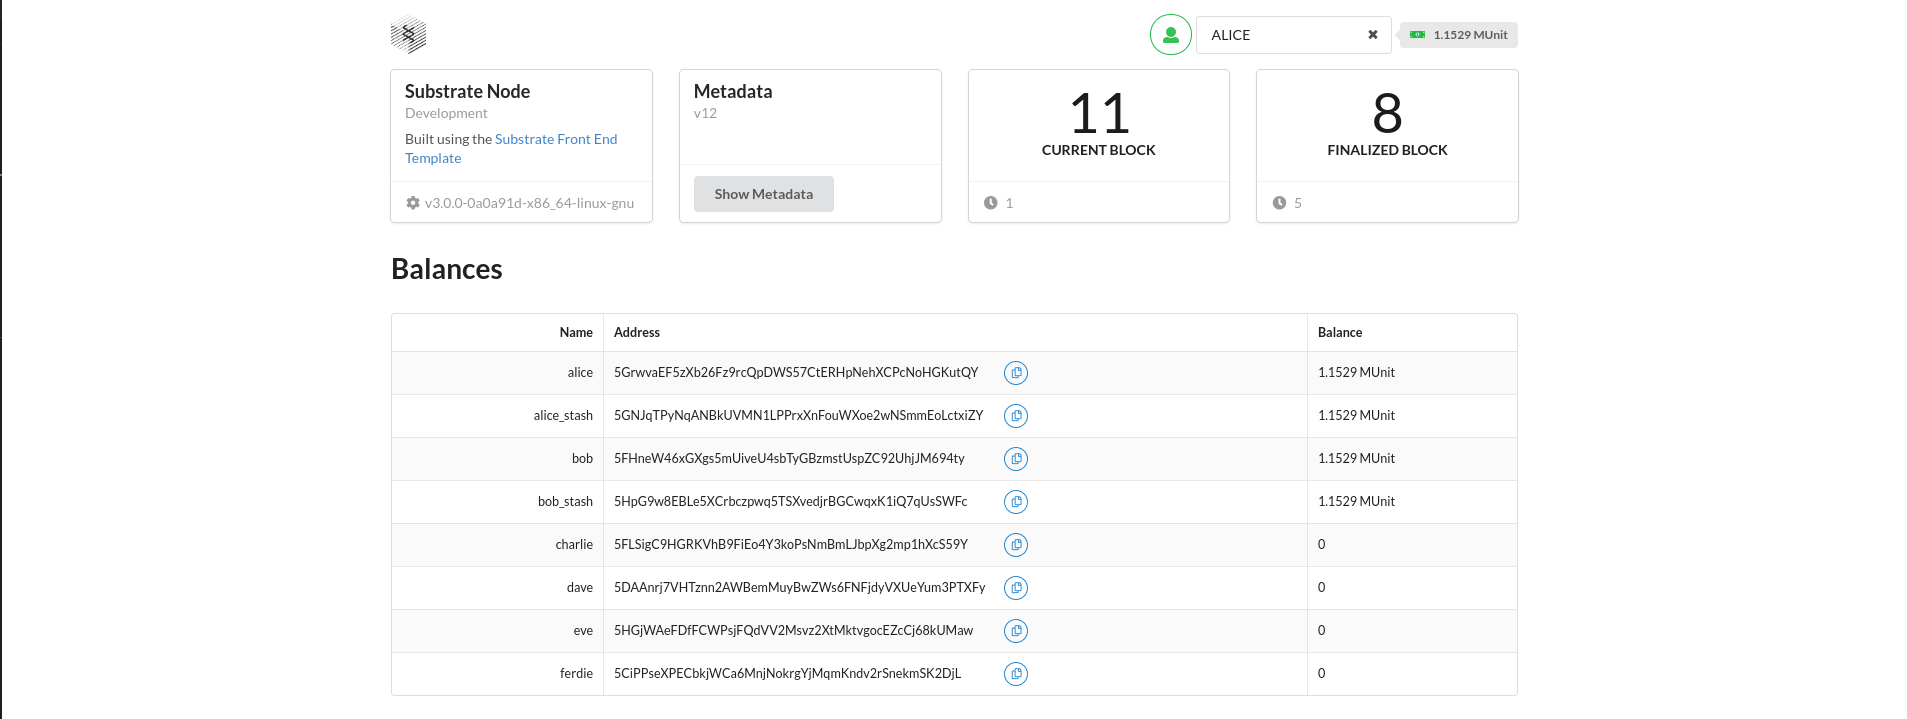 ALICE
1.1529 MUnit
Substrate Node
Development
Built using the Substrate Front End
Template
v3.0.0-0a0a91d-x86_64-linux-gnu
Metadata
v12
Show Metadata
11
CURRENT BLOCK
1
8
FINALIZED BLOCK
5
Balances
Name Address Balance
alice 5GrwvaEF5zXb26Fz9rcQpDWS57CtERHpNehXCPcNoHGKutQY 1.1529 MUnit
alice_stash 5GNJqTPyNqANBkUVMN1LPPrxXnFouWXoe2wNSmmEoLctxiZY 1.1529 MUnit
bob 5FHneW46xGXgs5mUiveU4sbTyGBzmstUspZC92UhjJM694ty 1.1529 MUnit
bob_stash 5HpG9w8EBLe5XCrbczpwq5TSXvedjrBGCwqxK1iQ7qUsSWFc 1.1529 MUnit
charlie 5FLSigC9HGRKVhB9FiEo4Y3koPsNmBmLJbpXg2mp1hXcS59Y 0
dave 5DAAnrj7VHTznn2AWBemMuyBwZWs6FNFjdyVXUeYum3PTXFy 0
eve 5HGjWAeFDfFCWPsjFQdVV2Msvz2XtMktvgocEZcCj68kUMaw 0
ferdie 5CiPPseXPECbkjWCa6MnjNokrgYjMqmKndv2rSnekmSK2DjL 0